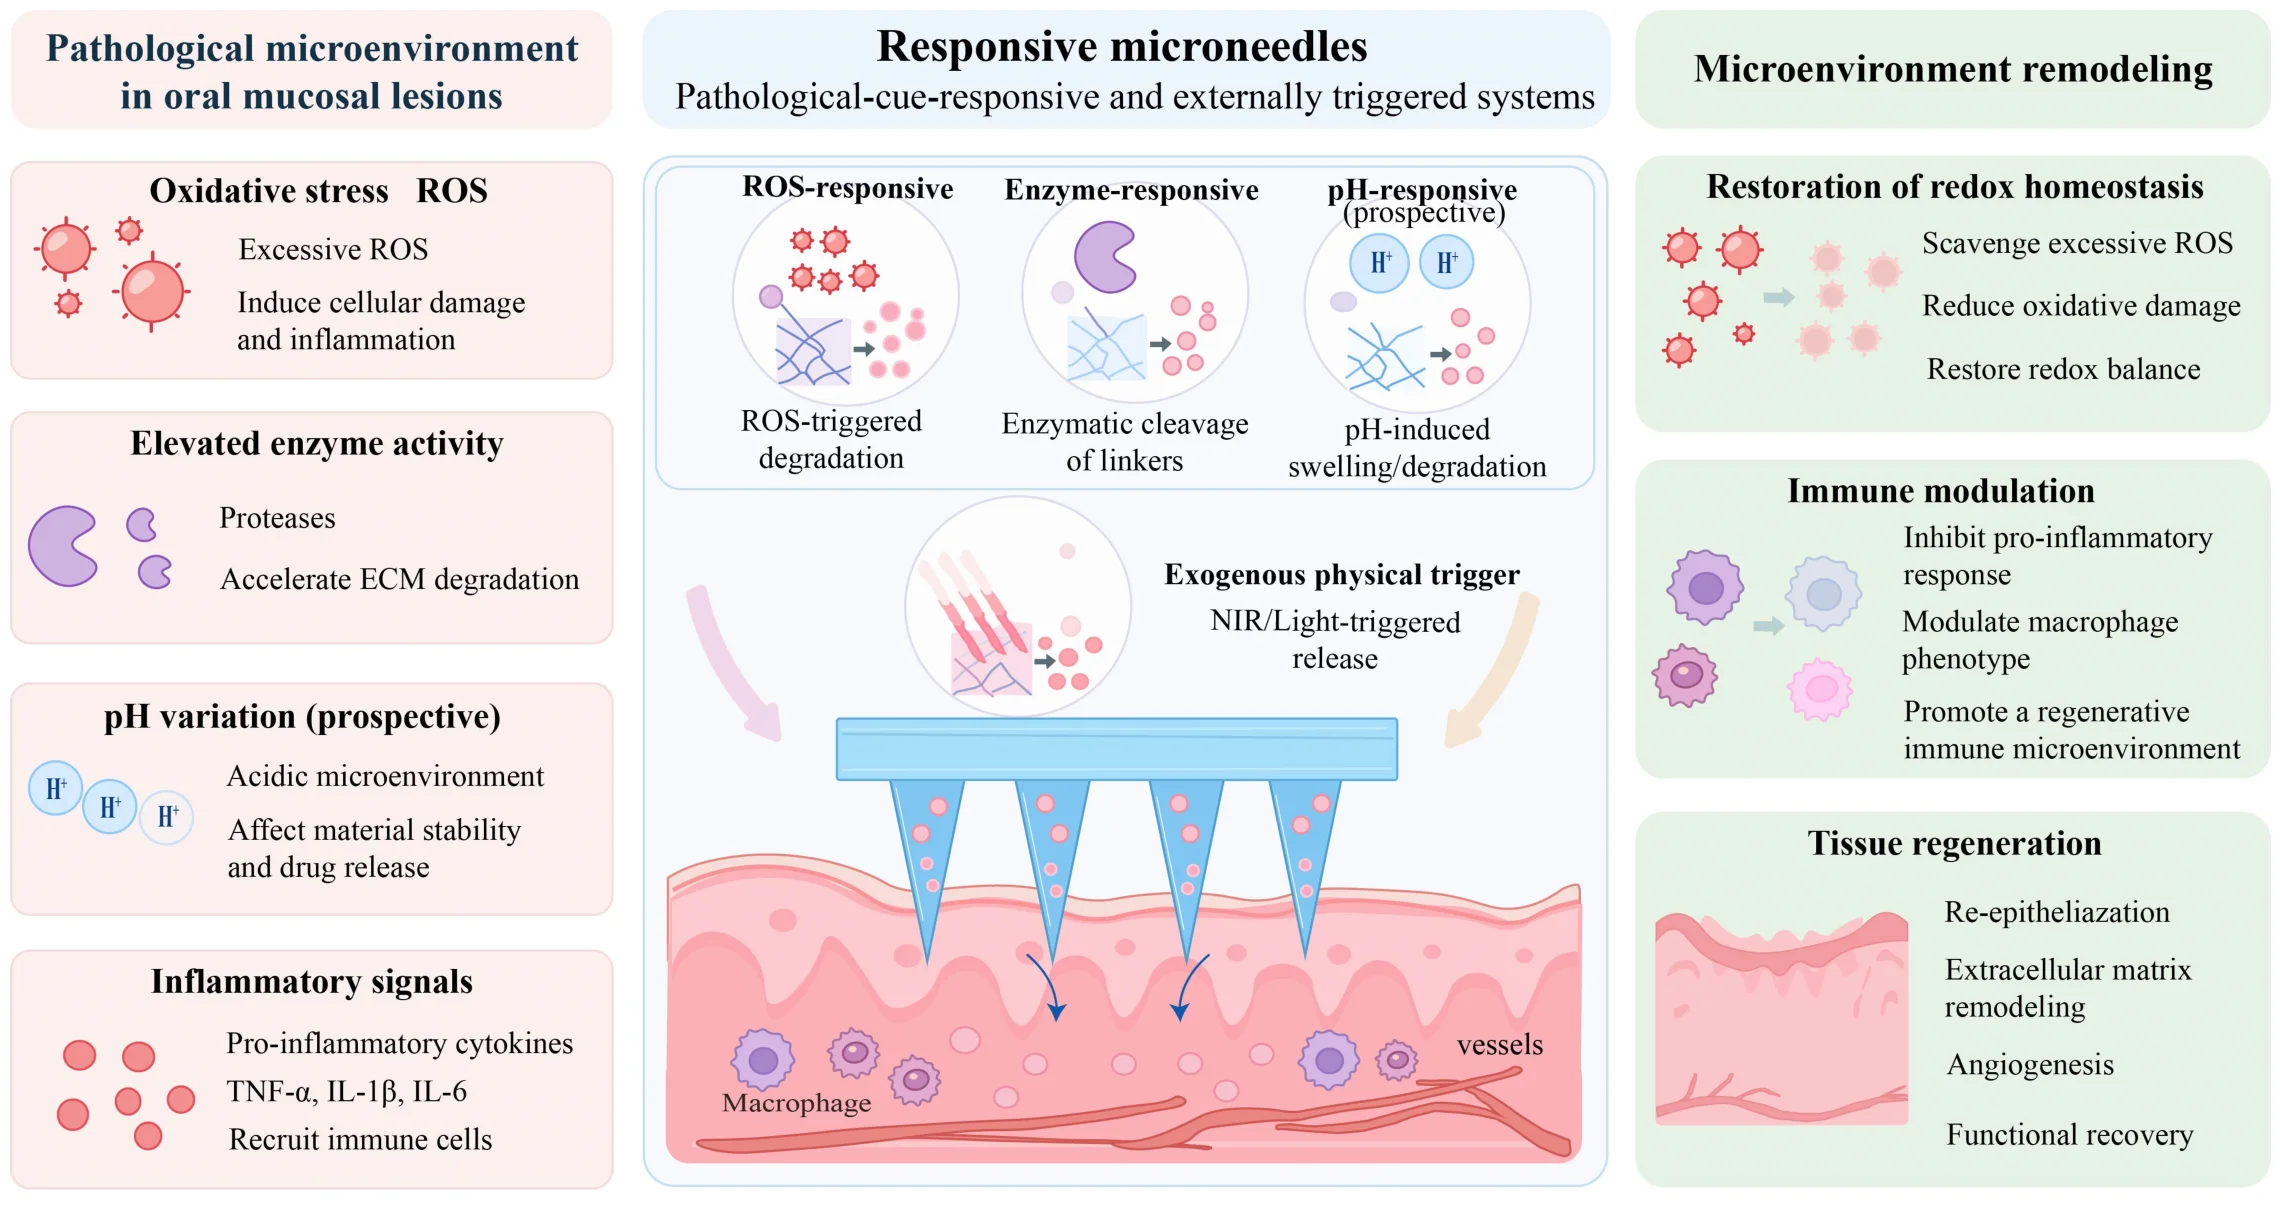 Pathological microenvironment
in oral mucosal lesions
Oxidative stress ROS
Excessive ROS
Induce cellular damage
and inflammation
Elevated enzyme activity
Proteases
Accelerate ECM degradation
pH variation (prospective)
H⁺
H⁺
H⁺
Acidic microenvironment
Affect material stability
and drug release
Inflammatory signals
Pro-inflammatory cytokines
TNF-α, IL-1β, IL-6
Recruit immune cells
Responsive microneedles
Pathological-cue-responsive and externally triggered systems
ROS-responsive
ROS-triggered
degradation
Enzyme-responsive
Enzymatic cleavage
of linkers
pH-responsive
(prospective)
H⁺
H⁺
pH-induced
swelling/degradation
Exogenous physical trigger
NIR/Light-triggered
release
Macrophage
vessels
Microenvironment remodeling
Restoration of redox homeostasis
Scavenge excessive ROS
Reduce oxidative damage
Restore redox balance
Immune modulation
Inhibit pro-inflammatory
response
Modulate macrophage
phenotype
Promote a regenerative
immune microenvironment
Tissue regeneration
Re-epitheliazation
Extracellular matrix
remodeling
Angiogenesis
Functional recovery